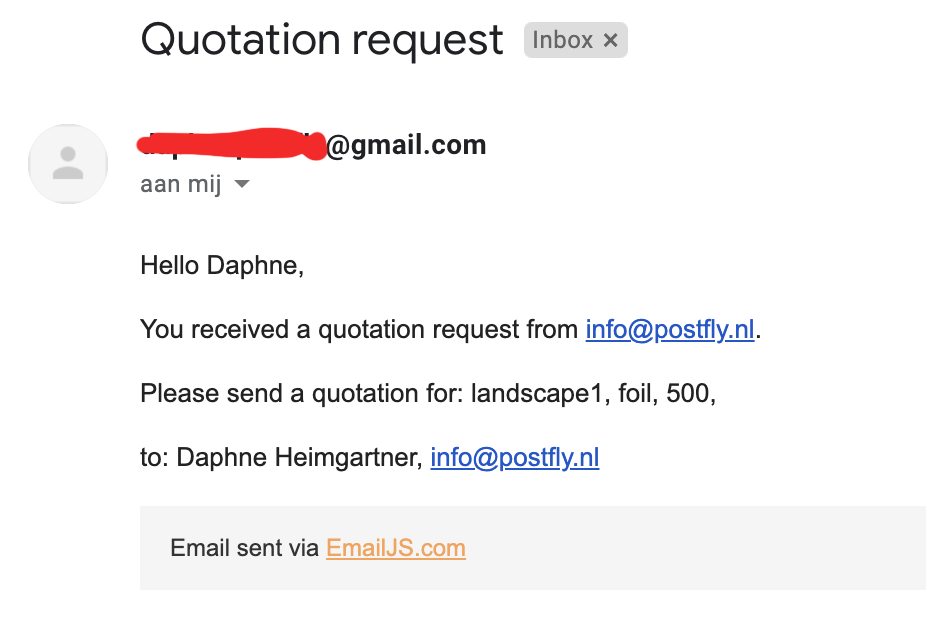 Quotation request Inbox ×
@gmail.com
aan mij
Hello Daphne,
You received a quotation request from info@postfly.nl.
Please send a quotation for: landscape1, foil, 500,
to: Daphne Heimgartner, info@postfly.nl
Email sent via EmailJS.com